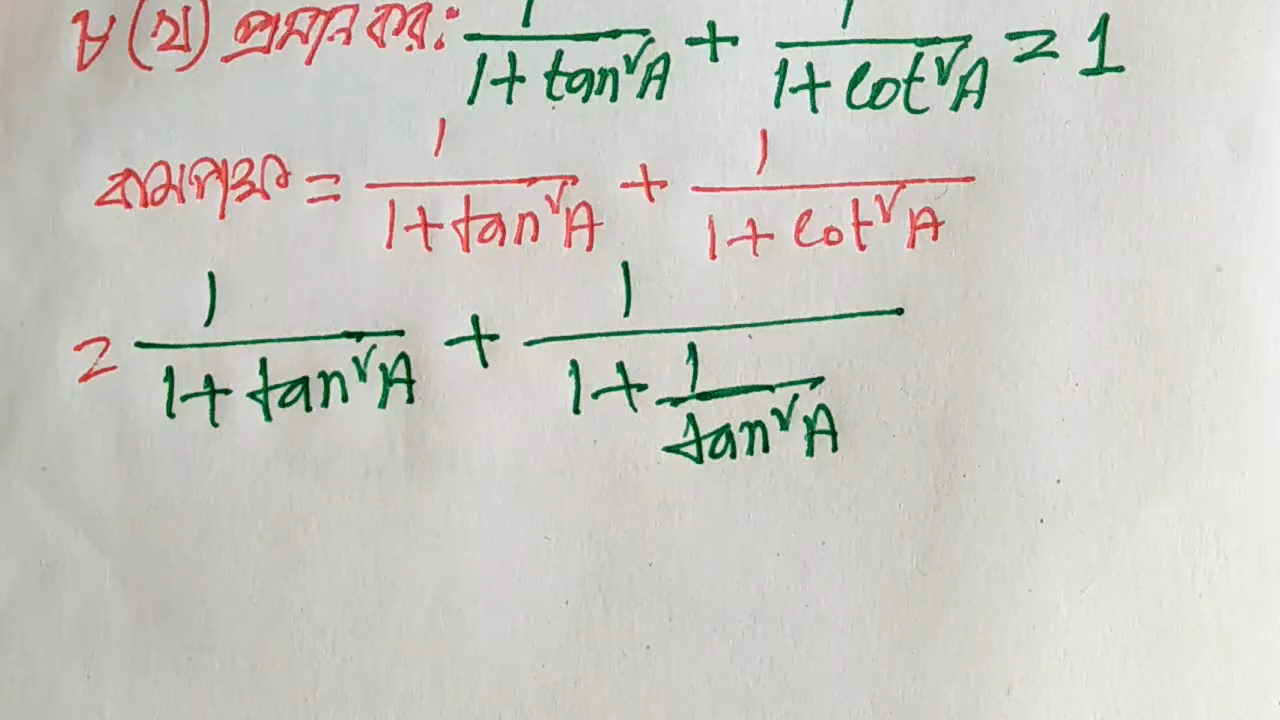 ৮ (খ) প্রমান কর: 1/(1 + tan²A) + 1/(1 + cot²A) = 1
বামপক্ষ = 1/(1 + tan²A) + 1/(1 + cot²A)
= 1/(1 + tan²A) + 1/(1 + 1/tan²A)